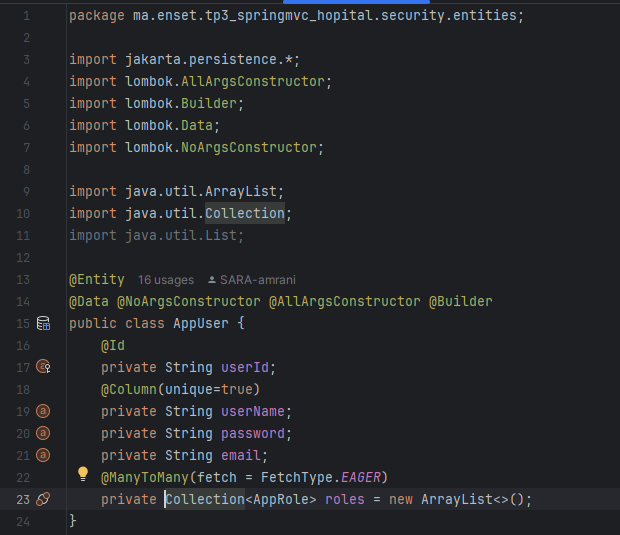 1 package ma.enset.tp3_springmvc_hopital.security.entities;
2
3 import jakarta.persistence.*;
4 import lombok.AllArgsConstructor;
5 import lombok.Builder;
6 import lombok.Data;
7 import lombok.NoArgsConstructor;
8
9 import java.util.ArrayList;
10 import java.util.Collection;
11 import java.util.List;
12
13 @Entity 16 usages SARA-amrani
14 @Data @NoArgsConstructor @AllArgsConstructor @Builder
15 public class AppUser {
16 @Id
17 private String userId;
18 @Column(unique=true)
19 private String userName;
20 private String password;
21 private String email;
22 @ManyToMany(fetch = FetchType.EAGER)
23 private Collection<AppRole> roles = new ArrayList<>();
24 }